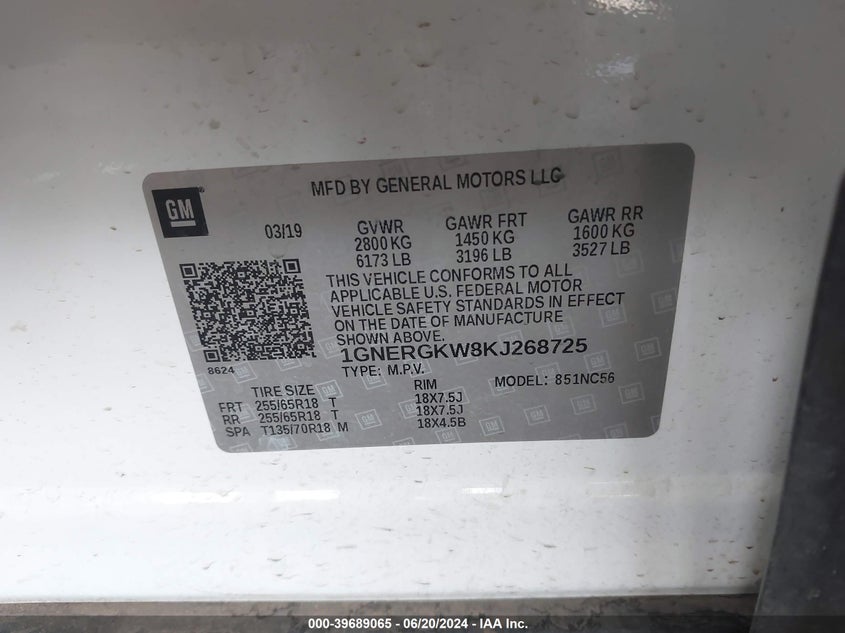 GM
MFD BY GENERAL MOTORS LLC
03/19 GVWR GAWR FRT GAWR RR
2800 KG 1450 KG 1600 KG
6173 LB 3196 LB 3527 LB
THIS VEHICLE CONFORMS TO ALL
APPLICABLE U.S. FEDERAL MOTOR
VEHICLE SAFETY STANDARDS IN EFFECT
ON THE DATE OF MANUFACTURE
SHOWN ABOVE.
1GNERGKW8KJ268725
8624
TYPE: M.P.V. MODEL: 851NC56
TIRE SIZE RIM
FRT 255/65R18 T 18X7.5J
RR 255/65R18 T 18X7.5J
SPA T135/70R18 M 18X4.5B
000-39689065 / 06/20/2024 - IAA Inc.